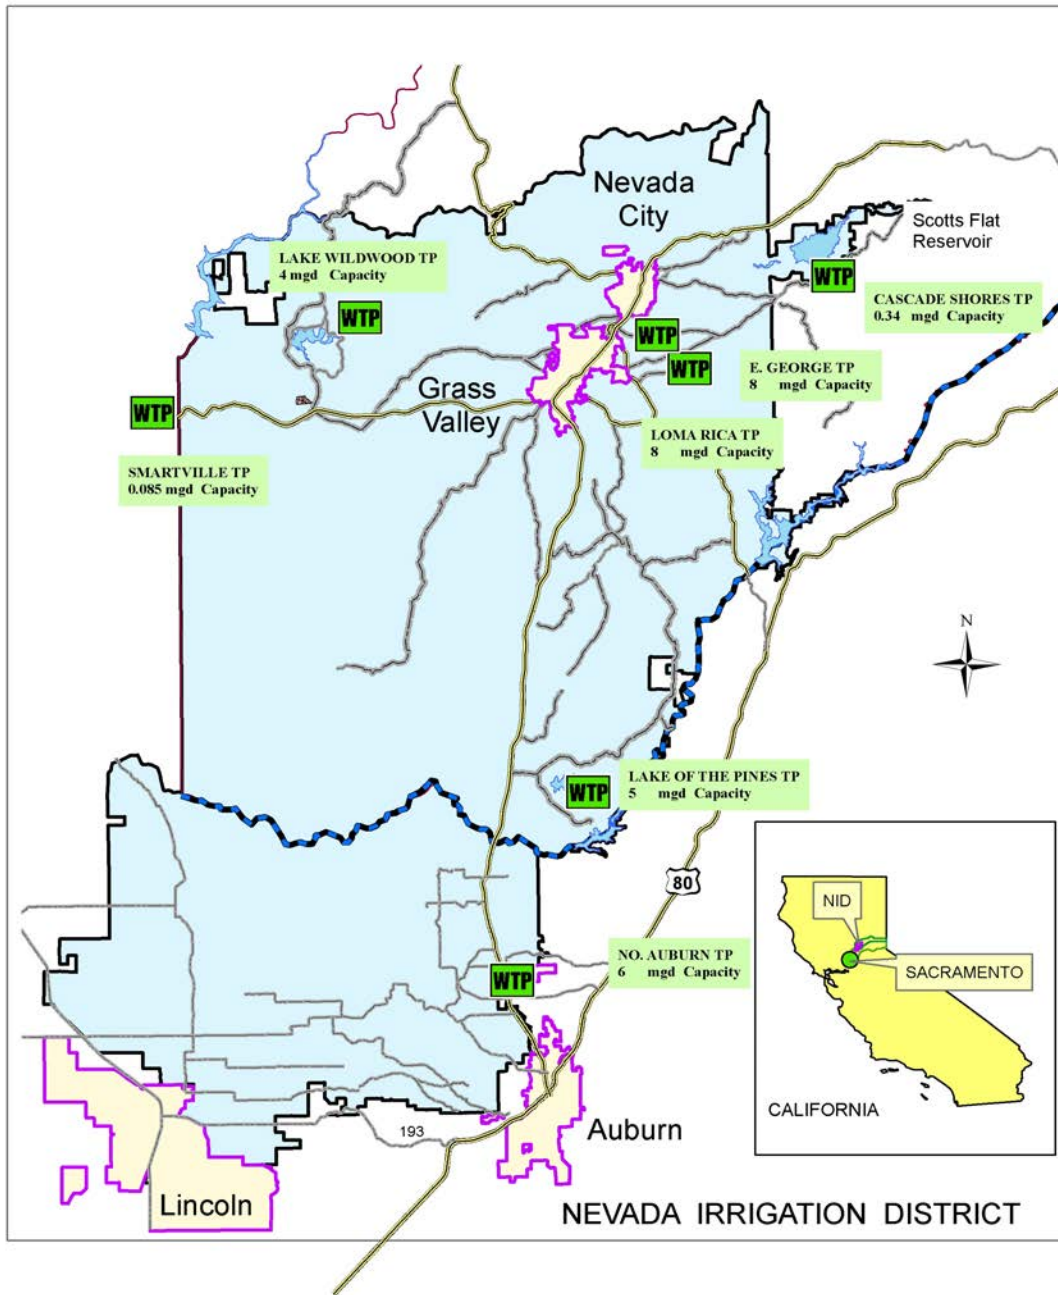 Nevada
City
Scotts Flat
Reservoir
LAKE WILDWOOD TP
4 mgd Capacity
WTP
WTP
CASCADE SHORES TP
0.34 mgd Capacity
WTP
WTP
E. GEORGE TP
8 mgd Capacity
Grass
Valley
WTP
LOMA RICA TP
8 mgd Capacity
SMARTVILLE TP
0.085 mgd Capacity
N
LAKE OF THE PINES TP
5 mgd Capacity
WTP
80
NID
SACRAMENTO
CALIFORNIA
NO. AUBURN TP
6 mgd Capacity
WTP
193
Auburn
Lincoln
NEVADA IRRIGATION DISTRICT